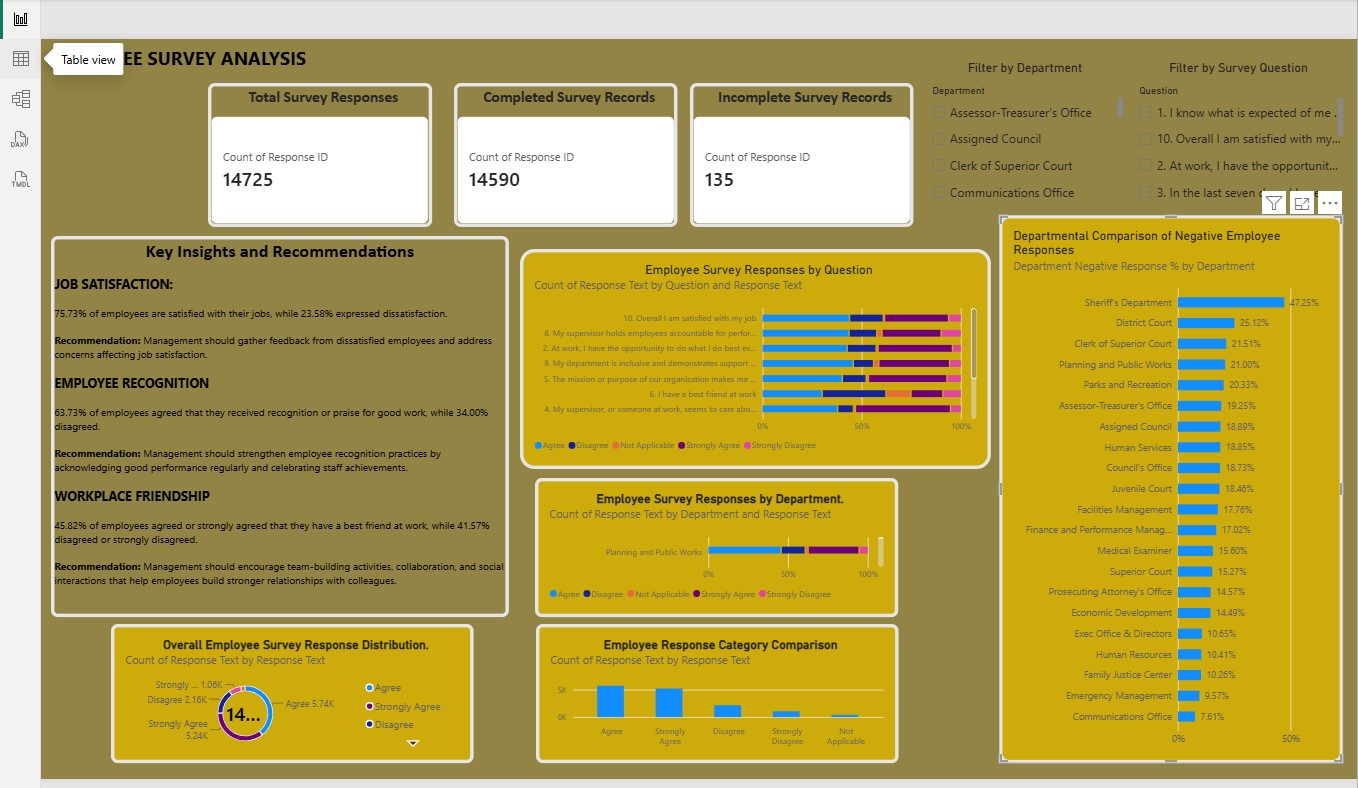 Table view
EE SURVEY ANALYSIS
DAX
TMDL
Total Survey Responses
Count of Response ID
14725
Completed Survey Records
Count of Response ID
14590
Incomplete Survey Records
Count of Response ID
135
Filter by Department
Department
Assessor-Treasurer's Office
Assigned Council
Clerk of Superior Court
Communications Office
Filter by Survey Question
Question
1. I know what is expected of me .
10. Overall I am satisfied with my...
2. At work, I have the opportunit...
3. In the last seven
Key Insights and Recommendations
JOB SATISFACTION:
75.73% of employees are satisfied with their jobs, while 23.58% expressed dissatisfaction.
Recommendation: Management should gather feedback from dissatisfied employees and address
concerns affecting job satisfaction.
EMPLOYEE RECOGNITION
63.73% of employees agreed that they received recognition or praise for good work, while 34.00%
disagreed.
Recommendation: Management should strengthen employee recognition practices by
acknowledging good performance regularly and celebrating staff achievements.
WORKPLACE FRIENDSHIP
45.82% of employees agreed or strongly agreed that they have a best friend at work, while 41.57%
disagreed or strongly disagreed.
Recommendation: Management should encourage team-building activities, collaboration, and social
interactions that help employees build stronger relationships with colleagues.
Employee Survey Responses by Question
Count of Response Text by Question and Response Text
10. Overall I am satisfied with my job
8. My supervisor holds employees accountable for perfor...
2. At work, I have the opportunity to do what I do best ev...
9. My department is inclusive and demonstrates support ...
5. The mission or purpose of our organization makes me ...
6. I have a best friend at work
4. My supervisor, or someone at work, seems to care abo...
0% 50% 100%
Agree Disagree Not Applicable Strongly Agree Strongly Disagree
Employee Survey Responses by Department.
Count of Response Text by Department and Response Text
Planning and Public Works
0% 50% 100%
Agree Disagree Not Applicable Strongly Agree Strongly Disagree
Overall Employee Survey Response Distribution.
Count of Response Text by Response Text
Strongly ... 1.06K
Disagree 2.16K
Strongly Agree
5.24K
14...
Agree 5.74K
Agree
Strongly Agree
Disagree
Employee Response Category Comparison
Count of Response Text by Response Text
5K
0K
Agree
Strongly
Agree
Disagree
Strongly
Disagree
Not
Applicable
Departmental Comparison of Negative Employee
Responses
Department Negative Response % by Department
Sheriff's Department 47.25%
District Court 25.12%
Clerk of Superior Court 21.51%
Planning and Public Works 21.00%
Parks and Recreation 20.33%
Assessor-Treasurer's Office 19.25%
Assigned Council 18.89%
Human Services 18.85%
Council's Office 18.73%
Juvenile Court 18.46%
Facilities Management 17.76%
Finance and Performance Manag... 17.02%
Medical Examiner 15.60%
Superior Court 15.27%
Prosecuting Attorney's Office 14.57%
Economic Development 14.49%
Exec Office & Directors 10.65%
Human Resources 10.41%
Family Justice Center 10.26%
Emergency Management 9.57%
Communications Office 7.61%
0% 50%